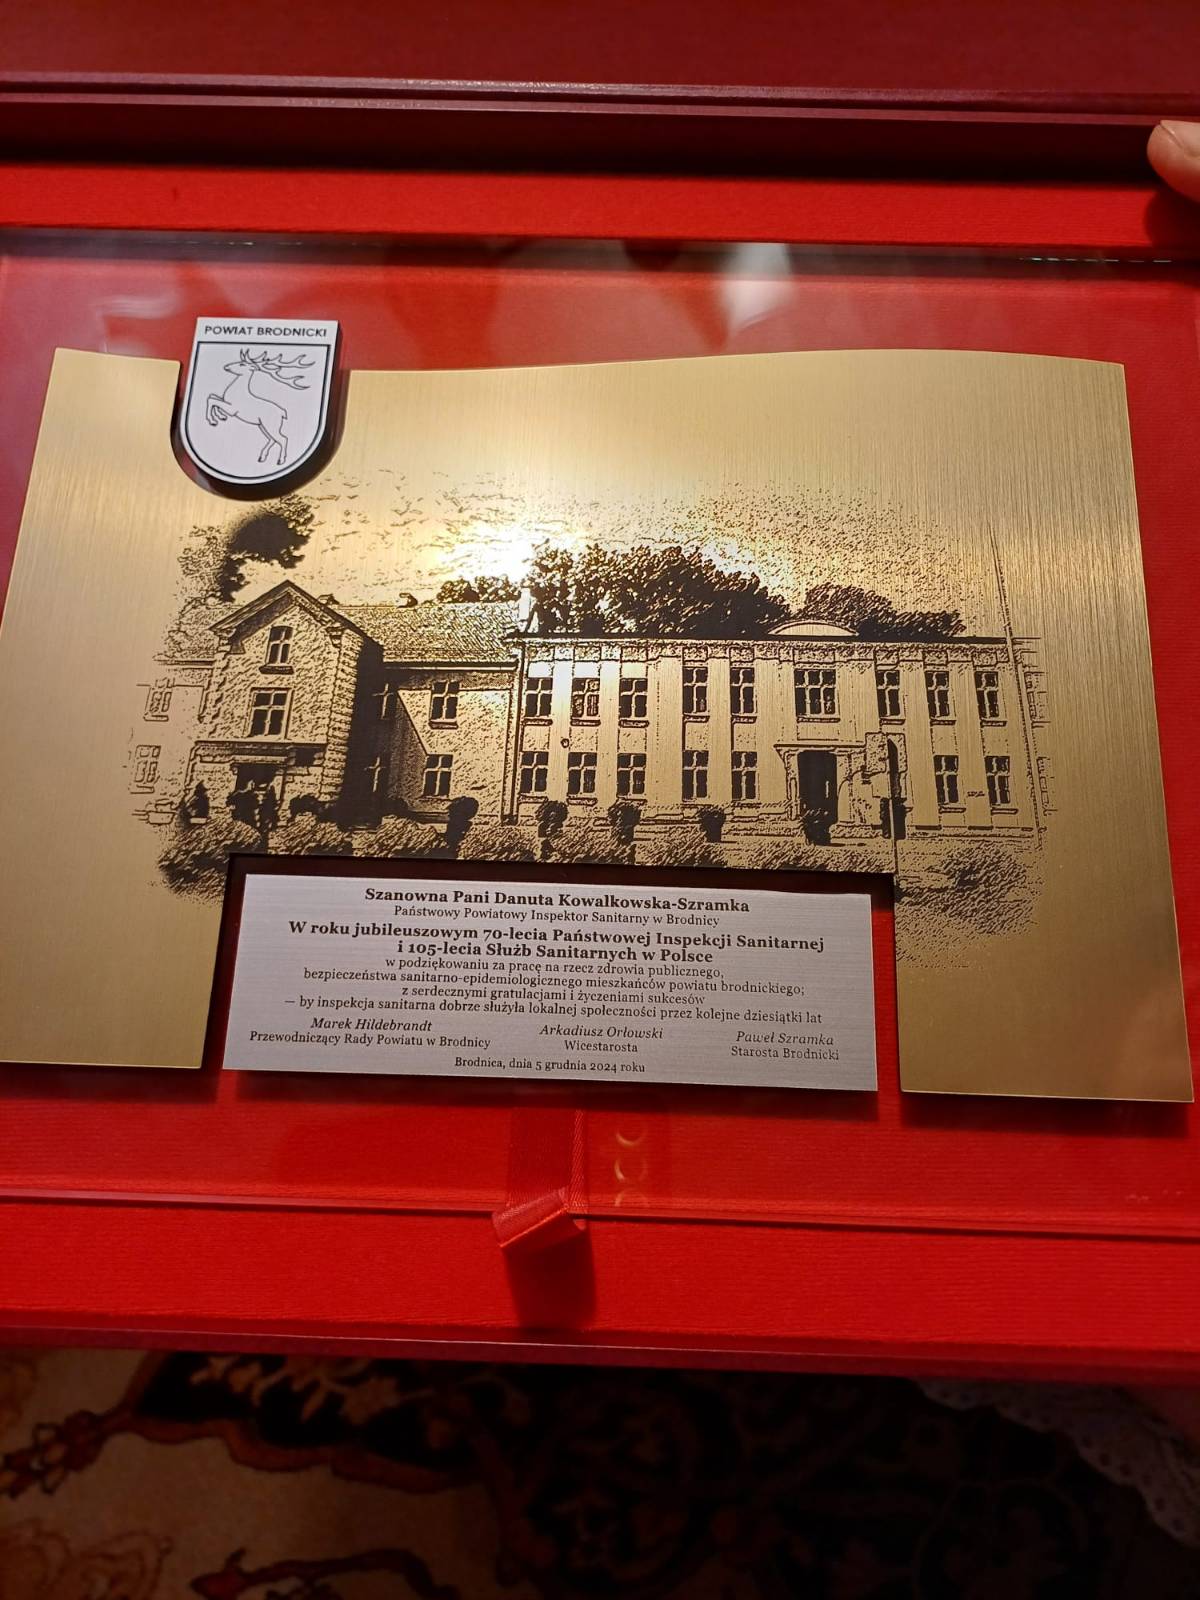 POWIAT BRODNICKI
Szanowna Pani Danuta Kowalkowska-Szramka
Państwowy Powiatowy Inspektor Sanitarny w Brodnicy
W roku jubileuszowym 70-lecia Państwowej Inspekcji Sanitarnej
i 105-lecia Służb Sanitarnych w Polsce
w podziękowaniu za pracę na rzecz zdrowia publicznego,
bezpieczeństwa sanitarno-epidemiologicznego mieszkańców powiatu brodnickiego;
z serdecznymi gratulacjami i życzeniami sukcesów
— by inspekcja sanitarna dobrze służyła lokalnej społeczności przez kolejne dziesiątki lat
Marek Hildebrandt Arkadiusz Orłowski Paweł Szramka
Przewodniczący Rady Powiatu w Brodnicy Wicestarosta Starosta Brodnicki
Brodnica, dnia 5 grudnia 2024 roku